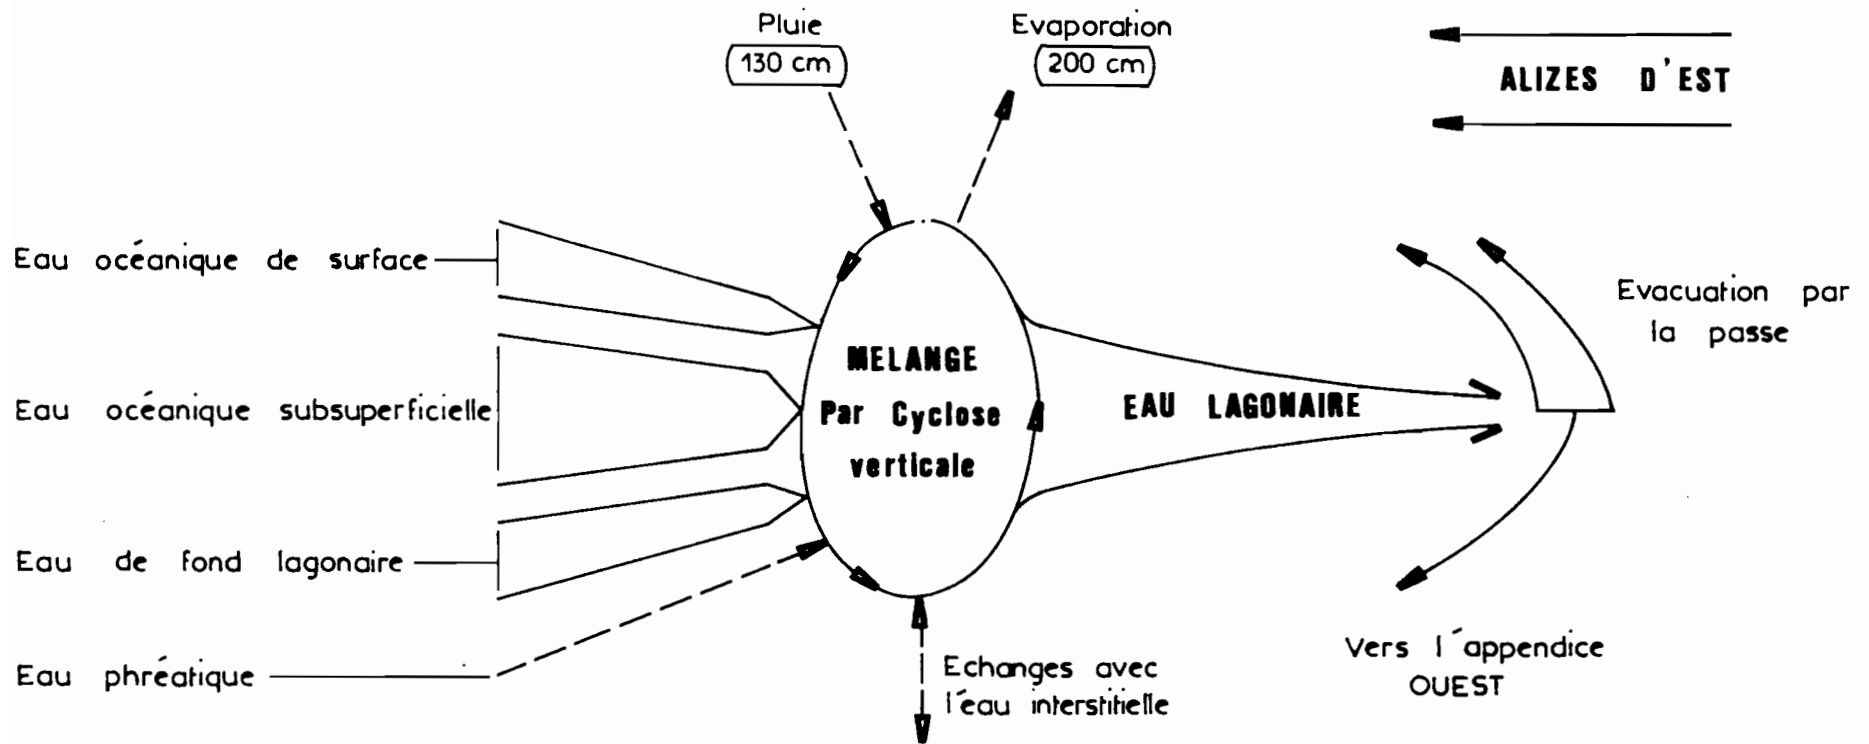 Pluie
130 cm
Evaporation
200 cm
ALIZES D'EST
Eau océanique de surface
Eau océanique subsuperficielle
Eau de fond lagonaire
Eau phréatique
MELANGE
Par Cyclose
verticale
EAU LAGONAIRE
Evacuation par
la passe
Echanges avec
l'eau interstitielle
Vers l'appendice
OUEST